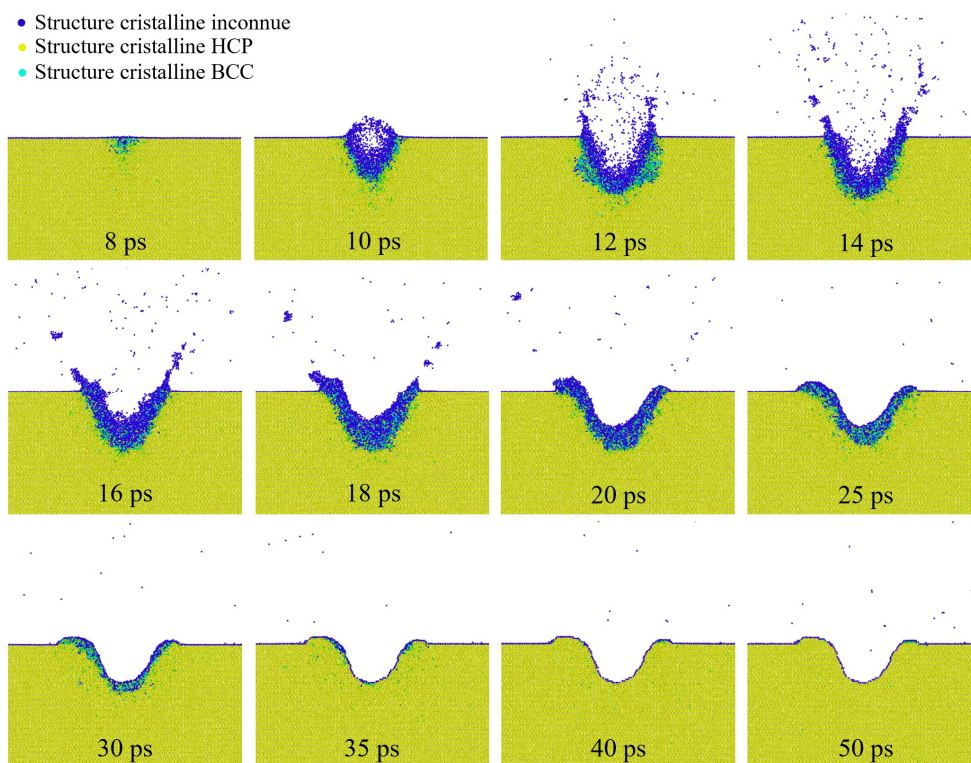 Structure cristalline inconnue
Structure cristalline HCP
Structure cristalline BCC
8 ps
10 ps
12 ps
14 ps
16 ps
18 ps
20 ps
25 ps
30 ps
35 ps
40 ps
50 ps